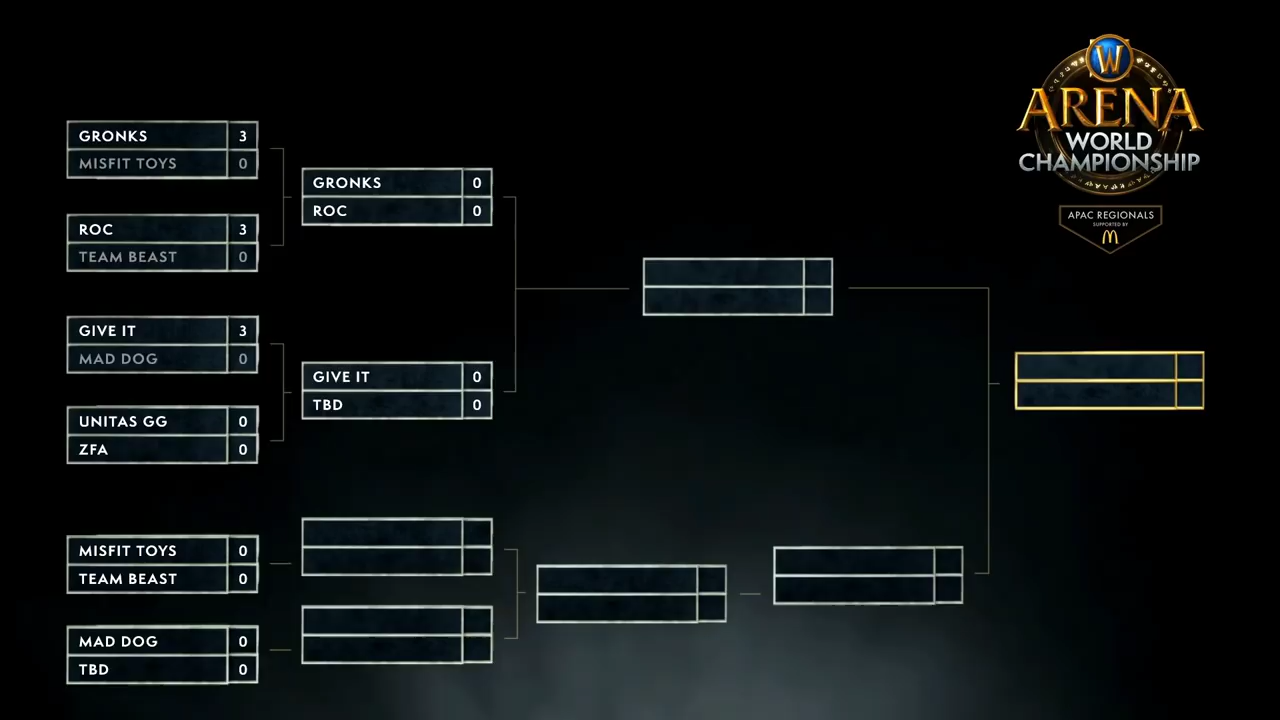 W
ARENA
WORLD
CHAMPIONSHIP
APAC REGIONALS
SUPPORTED BY
M
GRONKS 3
MISFIT TOYS 0
ROC 3
TEAM BEAST 0
GIVE IT 3
MAD DOG 0
UNITAS GG 0
ZFA 0
MISFIT TOYS 0
TEAM BEAST 0
MAD DOG 0
TBD 0
GRONKS 0
ROC 0
GIVE IT 0
TBD 0